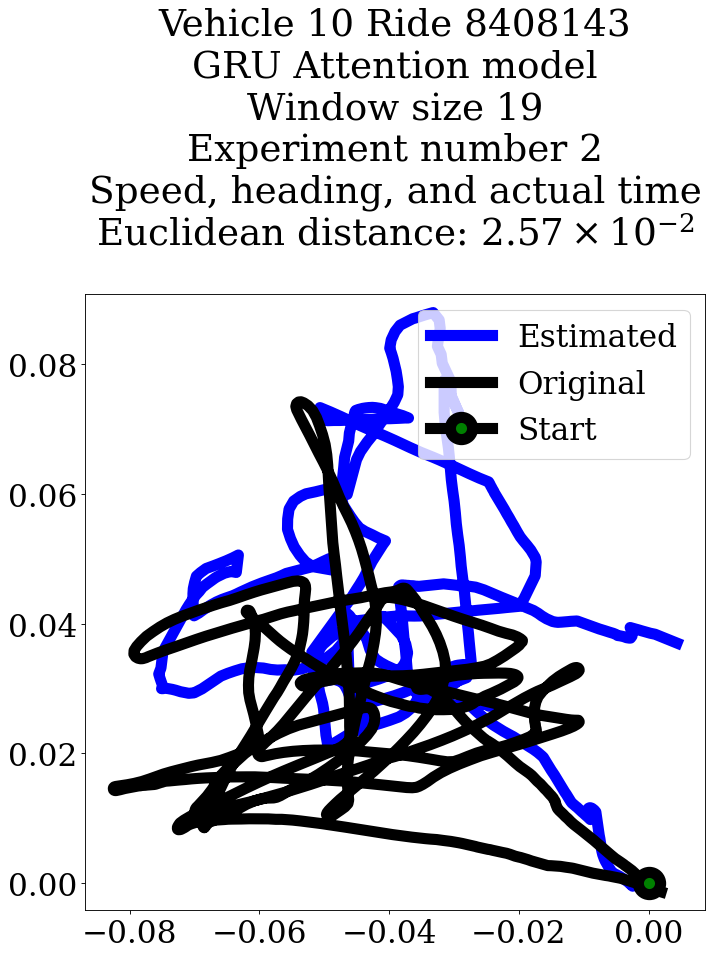 Vehicle 10 Ride 8408143
GRU Attention model
Window size 19
Experiment number 2
Speed, heading, and actual time
Euclidean distance: 2.57 × 10⁻²
Estimated
Original
Start
0.08
0.06
0.04
0.02
0.00
−0.08 −0.06 −0.04 −0.02 0.00